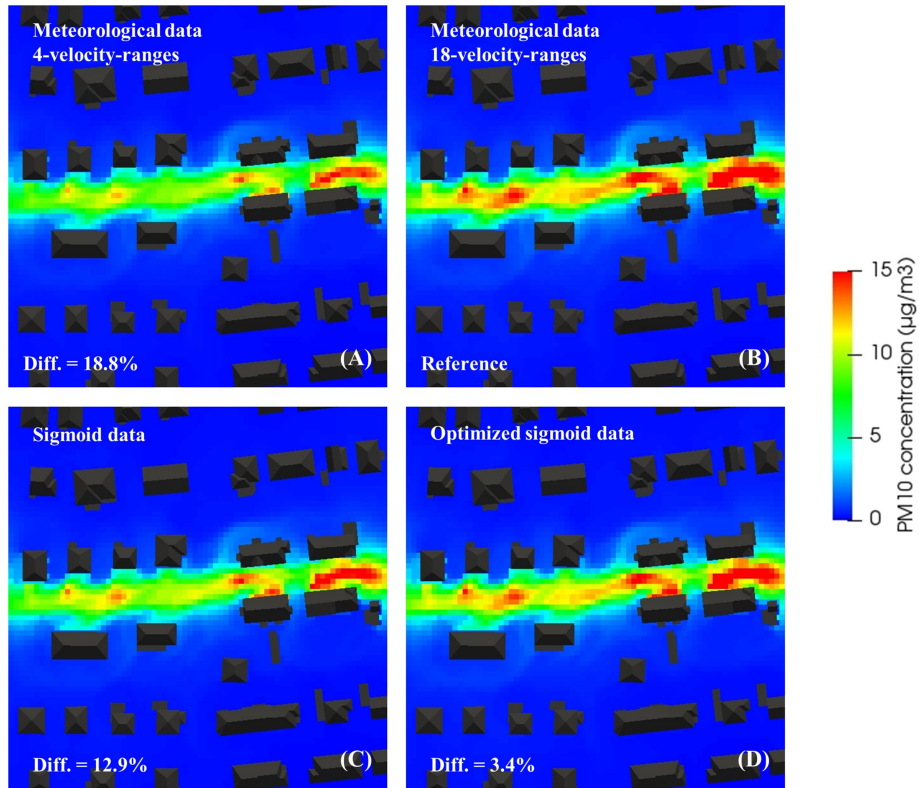 Meteorological data
4-velocity-ranges
Diff. = 18.8%
(A)
Meteorological data
18-velocity-ranges
Reference
(B)
Sigmoid data
Diff. = 12.9%
(C)
Optimized sigmoid data
Diff. = 3.4%
(D)
15
10
5
0
PM10 concentration (µg/m3)